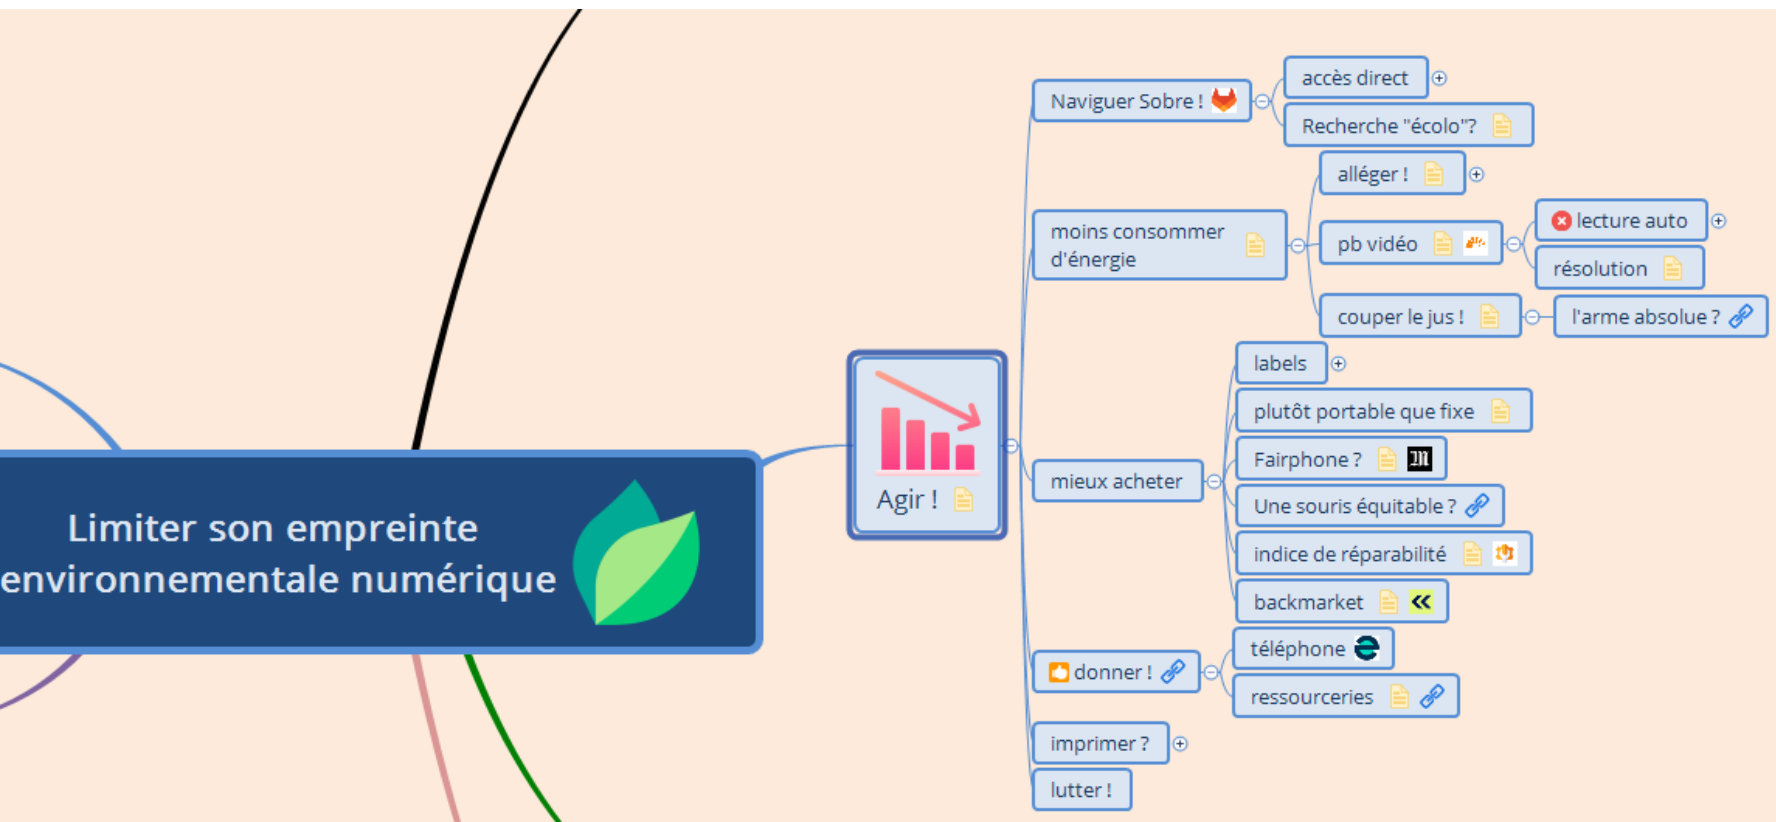 Limiter son empreinte
environnementale numérique
Agir !
Naviguer Sobre !
accès direct
Recherche "écolo"?
moins consommer
d'énergie
alléger !
pb vidéo
lecture auto
résolution
couper le jus !
l'arme absolue ?
mieux acheter
labels
plutôt portable que fixe
Fairphone ?
Une souris équitable ?
indice de réparabilité
backmarket
donner !
téléphone
ressourceries
imprimer ?
lutter !